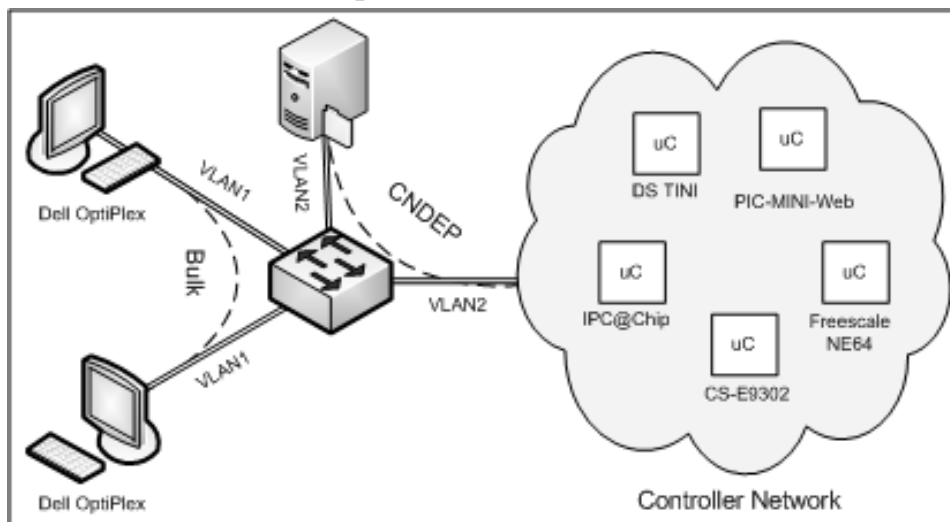 Dell OptiPlex
VLAN1
VLAN2
CNDEP
Bulk
VLAN1
Dell OptiPlex
VLAN2
uC
DS TINI
uC
PIC-MINI-Web
uC
IPC@Chip
uC
Freescale
NE64
uC
CS-E9302
Controller Network